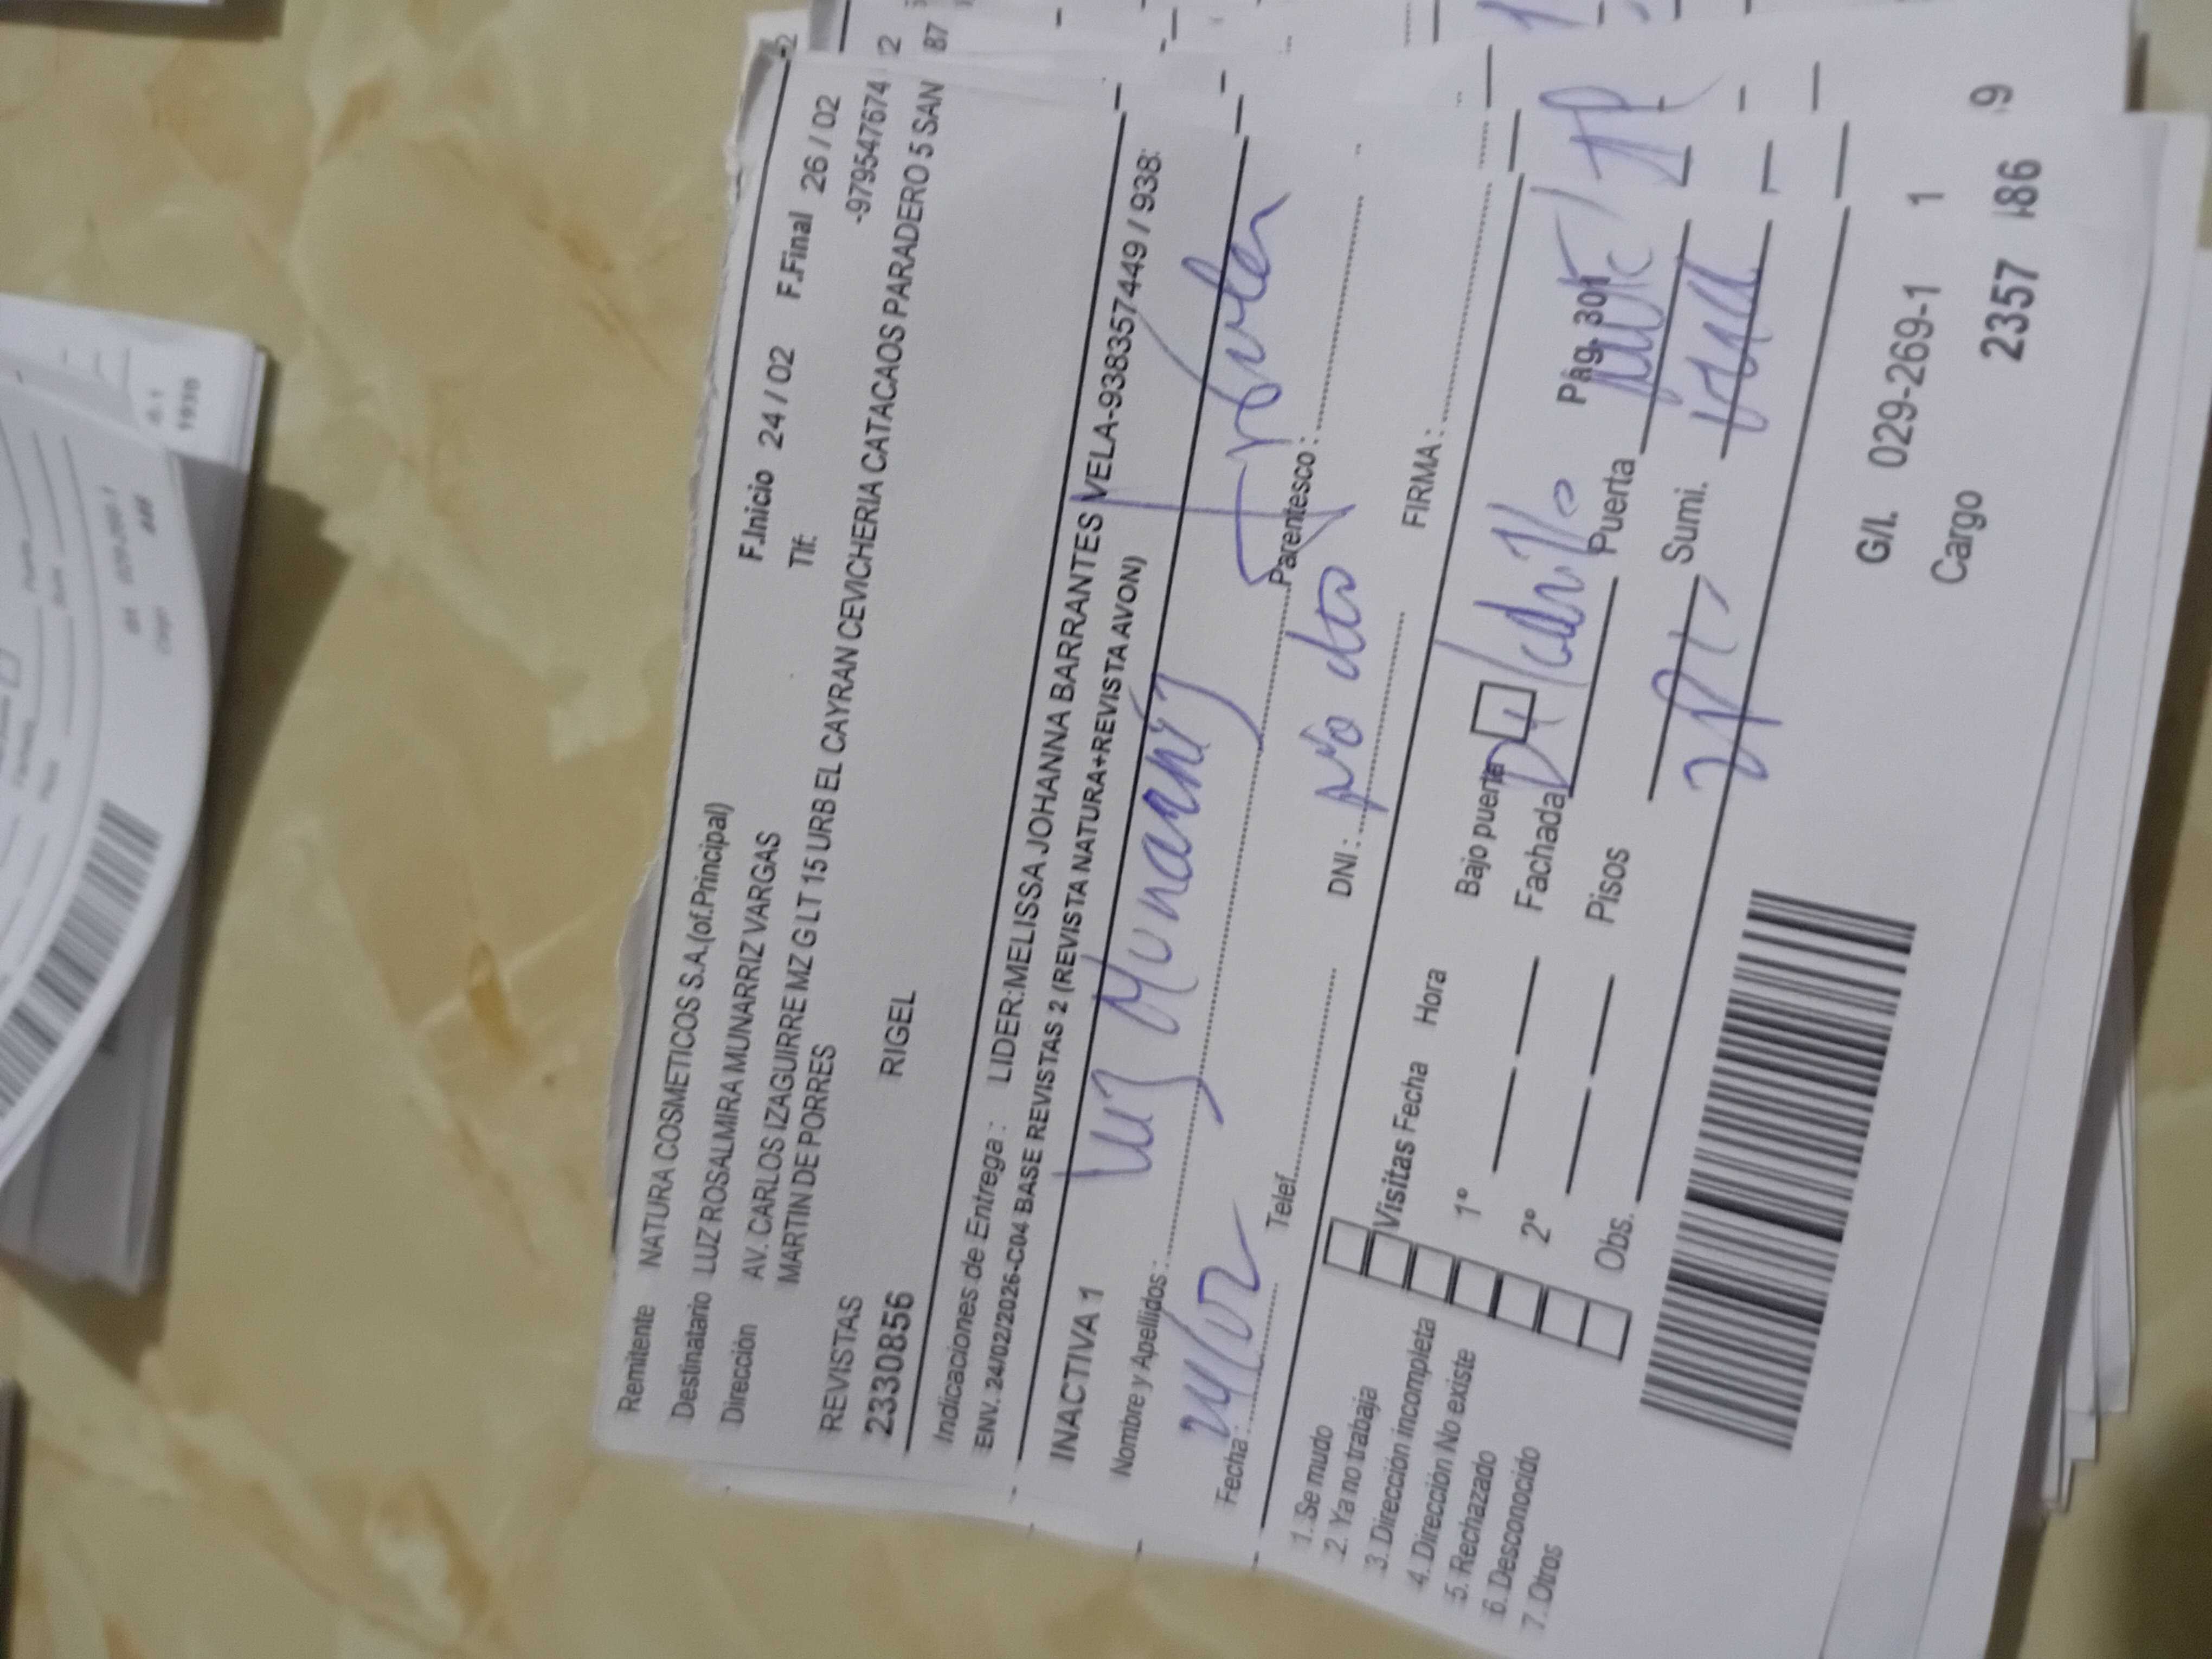 Remitente NATURA COSMETICOS S.A.(of.Principal) F.Inicio 24 / 02 F.Final 26 / 02
Destinatario LUZ ROSALMIRA MUNARRIZ VARGAS Tlf. -979547674
Dirección AV. CARLOS IZAGUIRRE MZ G LT 15 URB EL CAYRAN CEVICHERIA CATACAOS PARADERO 5 SAN
MARTIN DE PORRES
REVISTAS
23330856 RIGEL
Indicaciones de Entrega : LIDER:MELISSA JOHANNA BARRANTES VELA-938357449 / 938:
ENV. 24/02/2026-C04 BASE REVISTAS 2 (REVISTA NATURA+REVISTA AVON)
INACTIVA 1
Nombre y Apellidos : Luz Munarriz
Parentesco :
Fecha : 24/02 Telef. DNI : No dio FIRMA :
1. Se mudo
2. Ya no trabaja
3. Dirección incompleta
4. Dirección No existe
5. Rechazado
6. Desconocido
7. Otros
Visitas Fecha Hora
1º
2º
Obs.
Bajo puerta Pág. 301
Fachada Puerta
Pisos Sumi.
G/I. 029-269-1 1
Cargo 2357